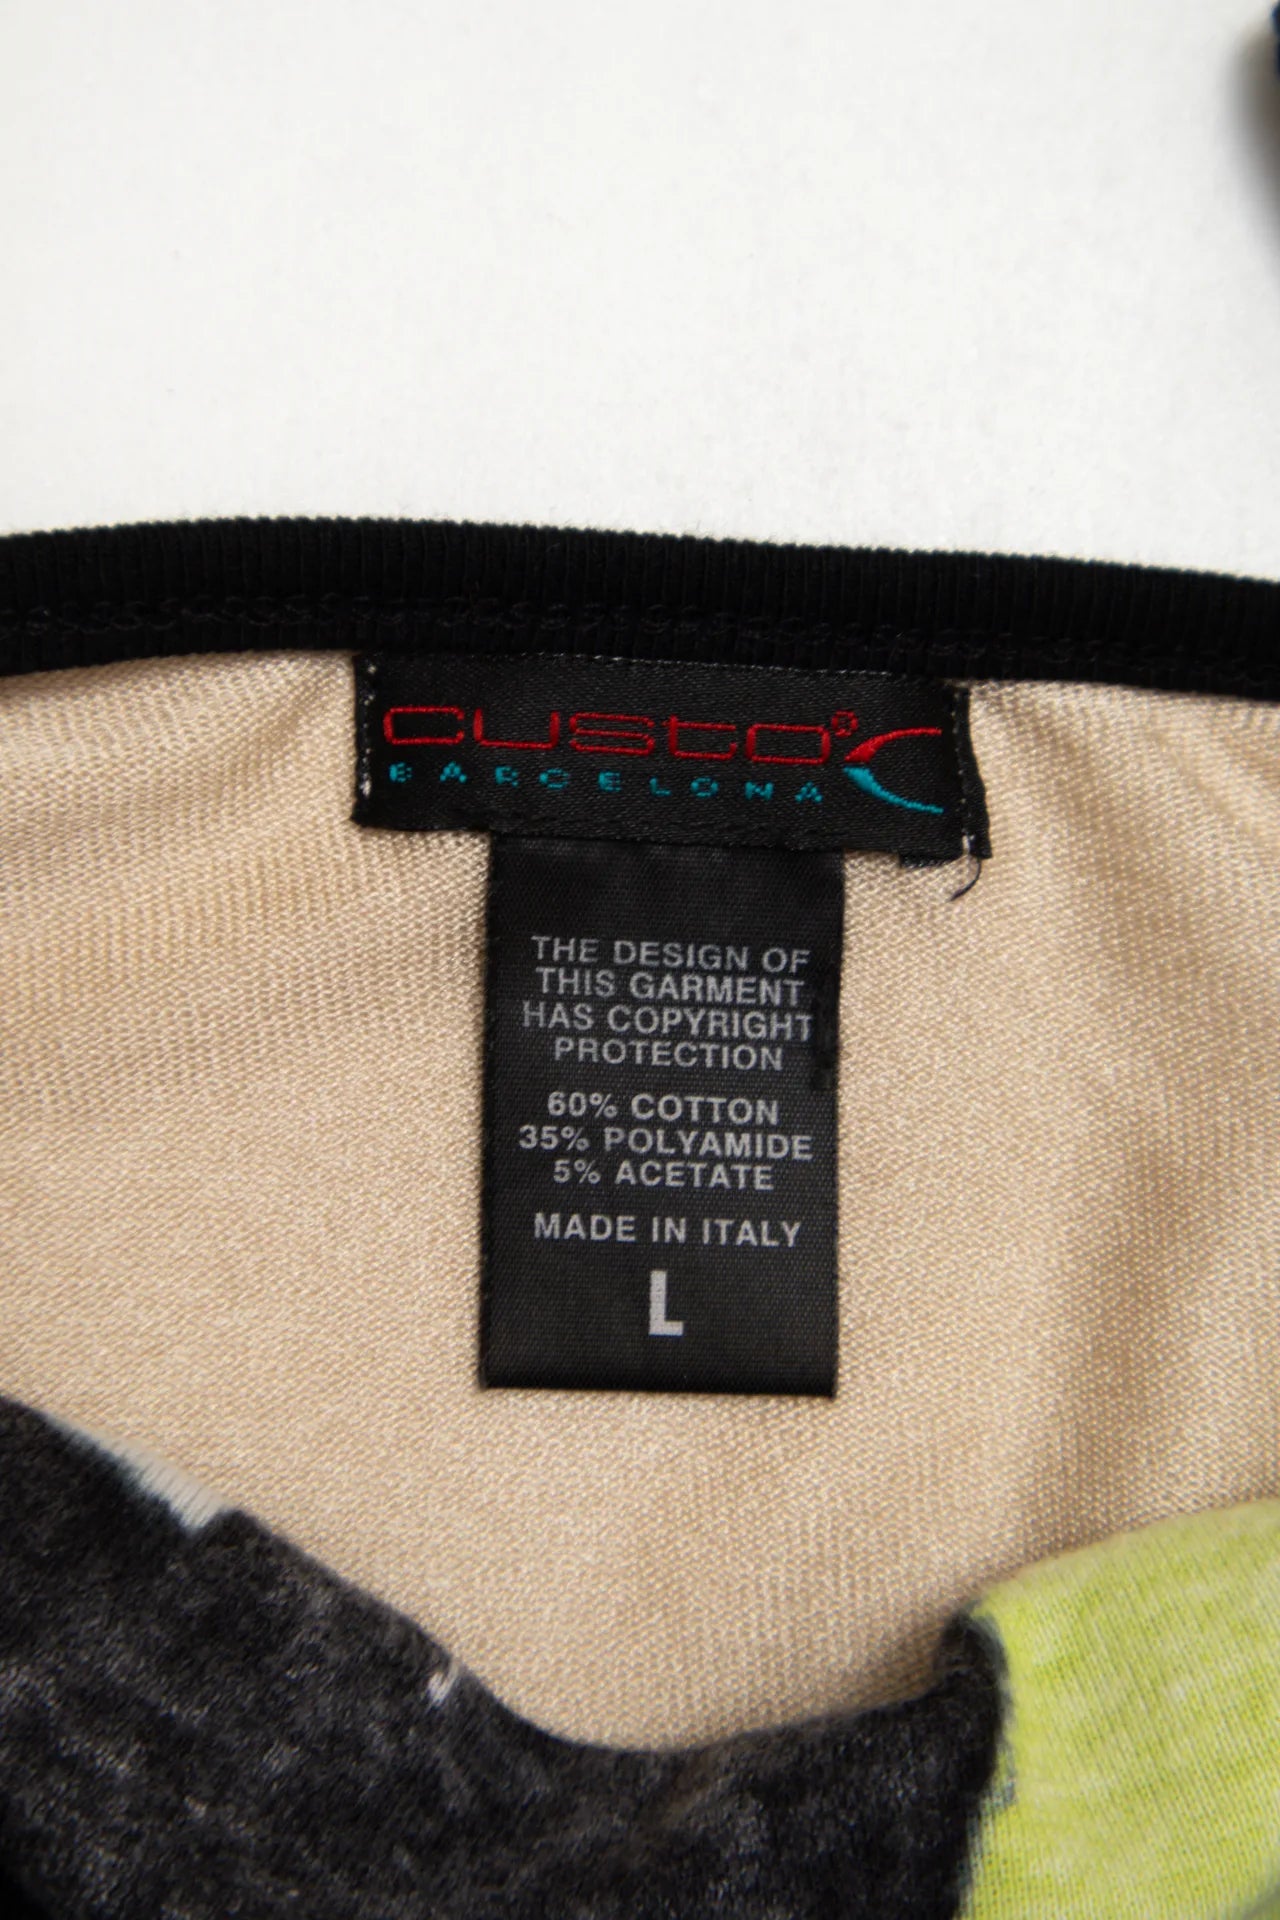 custo®
BARCELONA
THE DESIGN OF
THIS GARMENT
HAS COPYRIGHT
PROTECTION
60% COTTON
35% POLYAMIDE
5% ACETATE
MADE IN ITALY
L